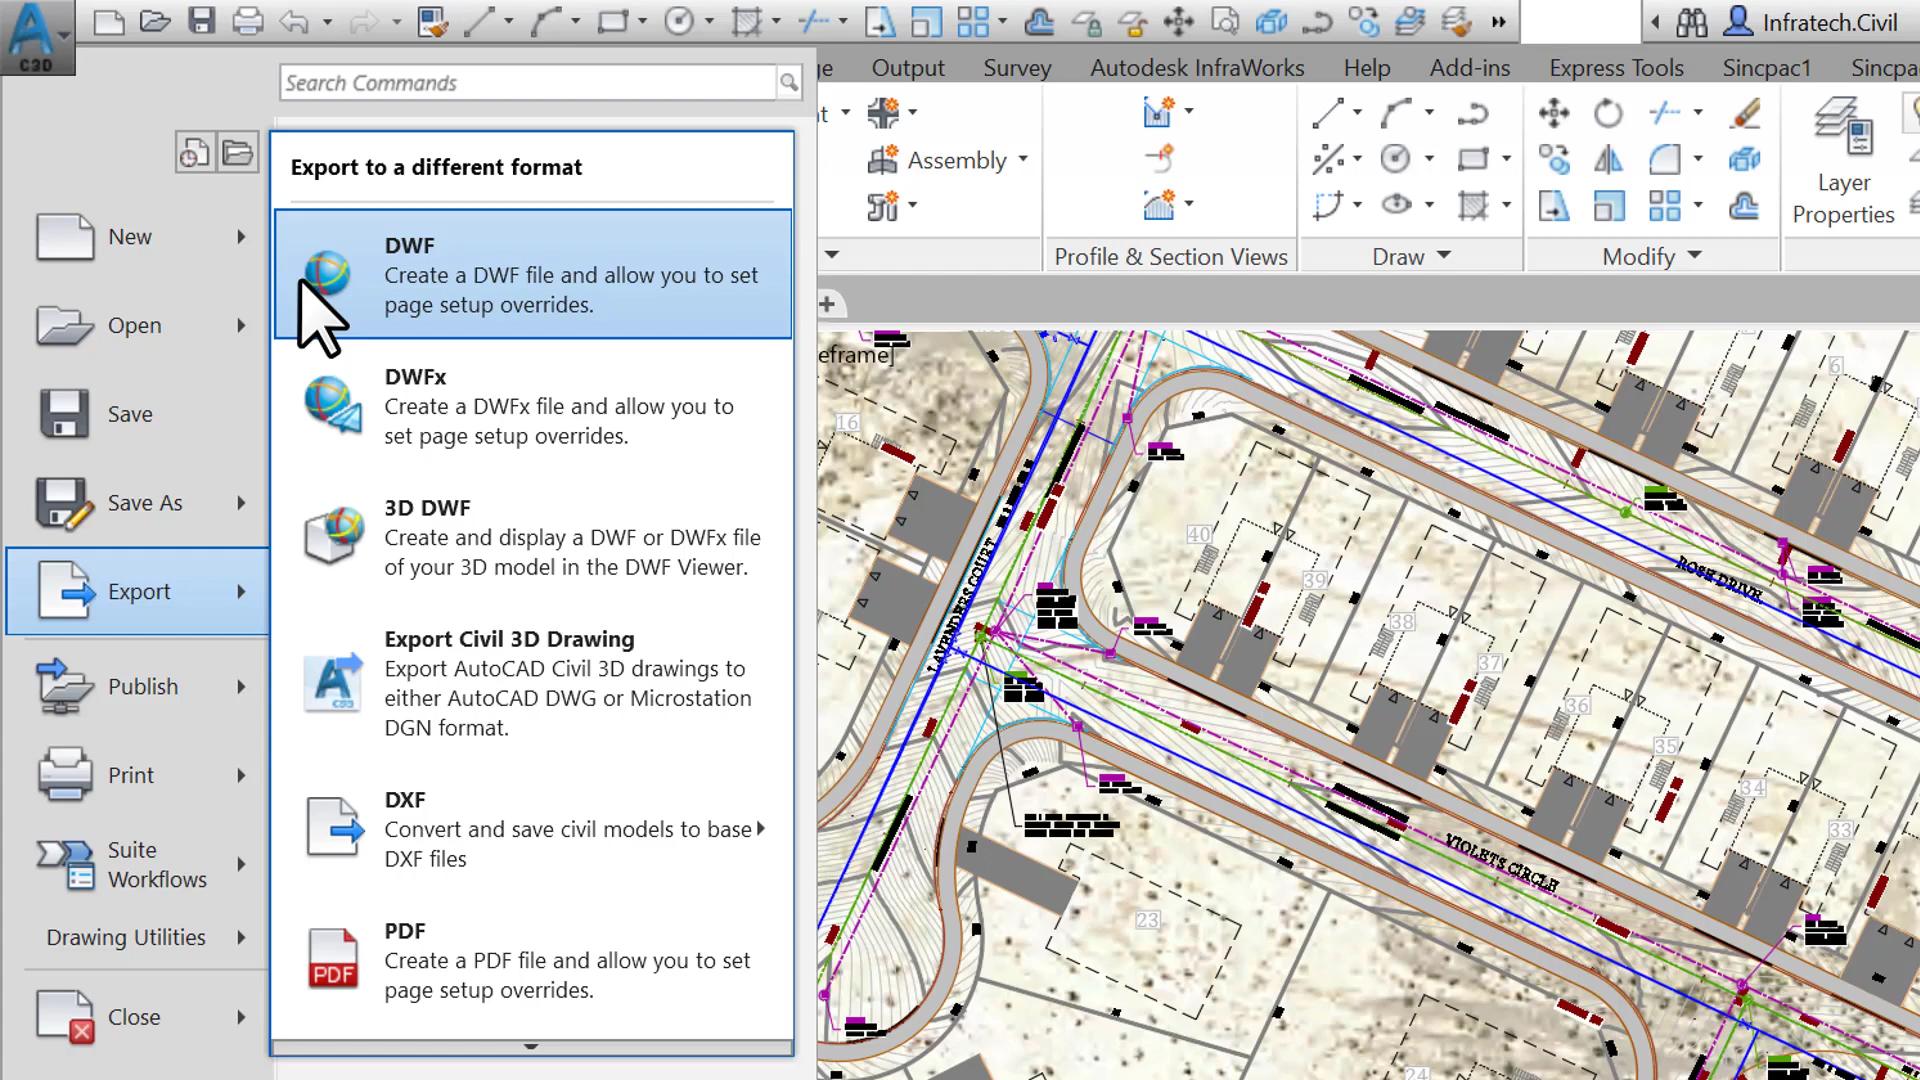 C3D
Infratech.Civil
Search Commands
ge
Output
Survey
Autodesk InfraWorks
Help
Add-ins
Express Tools
Sincpac1
Sincpa
Export to a different format
New
Open
Save
Save As
Export
Publish
Print
Suite
Workflows
Drawing Utilities
Close
DWF
Create a DWF file and allow you to set
page setup overrides.
DWFx
Create a DWFx file and allow you to
set page setup overrides.
3D DWF
Create and display a DWF or DWFx file
of your 3D model in the DWF Viewer.
Export Civil 3D Drawing
Export AutoCAD Civil 3D drawings to
either AutoCAD DWG or Microstation
DGN format.
DXF
Convert and save civil models to base
DXF files
PDF
PDF
Create a PDF file and allow you to set
page setup overrides.
t
Assembly
Profile & Section Views
Draw
Modify
Layer
Properties
eframe]
16
6
40
39
38
37
36
35
34
33
23
24
LAVENDERS COURT
ROSE DRIVE
VIOLETS CIRCLE